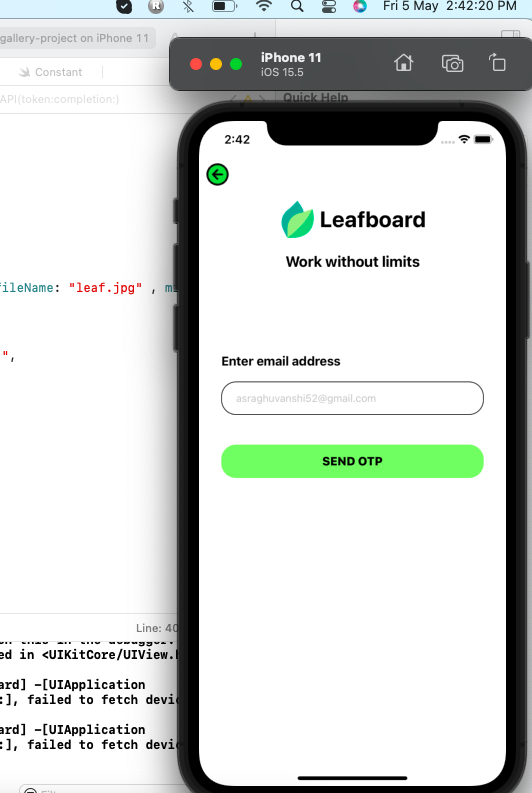 Fri 5 May 2:42:20 PM
gallery-project on iPhone 11
iPhone 11
iOS 15.5
Constant
API(token:completion:)
Quick Help
2:42
Leafboard
Work without limits
fileName: "leaf.jpg" , m
",
Enter email address
asraghuvanshi52@gmail.com
SEND OTP
Line: 40
on this in the debugger.
ed in <UIKitCore/UIView.h
ard] -[UIApplication
:], failed to fetch devic
ard] -[UIApplication
:], failed to fetch devic